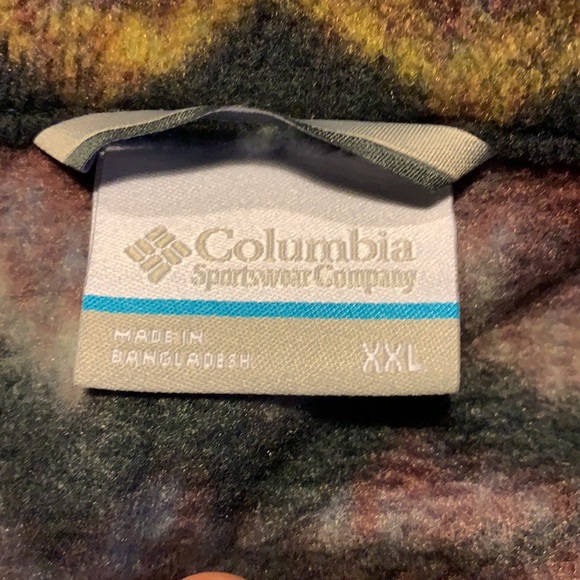 Columbia
Sportswear Company
MADE IN
BANGLADESH
XXL